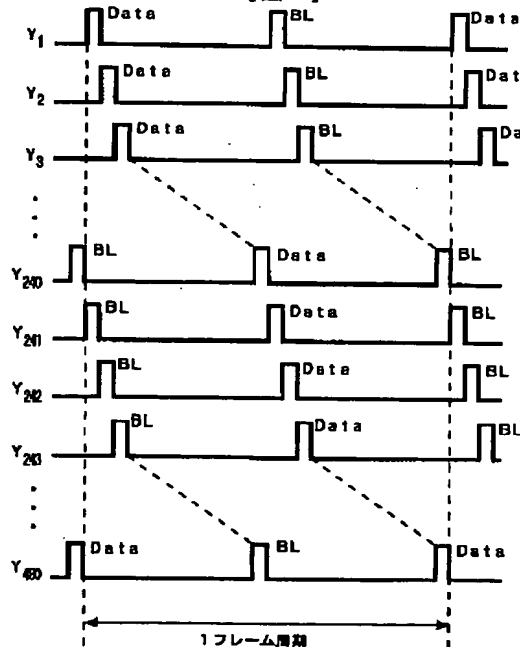 Y1 Data BL Data
Y2 Data BL Dat
Y3 Data BL Da
Y240 BL Data BL
Y241 BL Data BL
Y242 BL Data BL
Y243 BL Data BL
Y480 Data BL Data
1フレーム周期